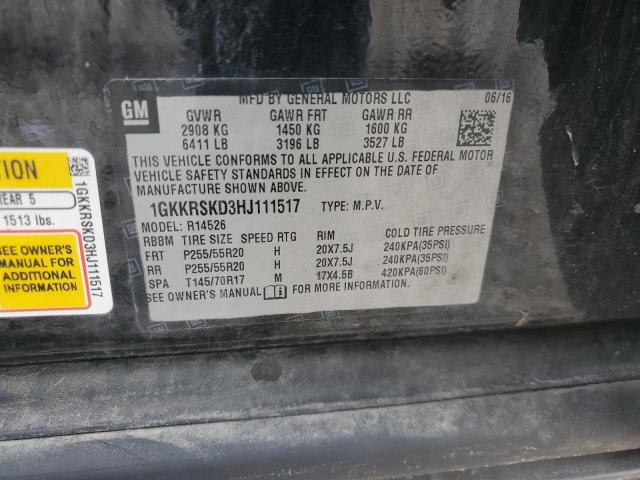 GM
MFD BY GENERAL MOTORS LLC 06/16
GVWR GAWR FRT GAWR RR
2908 KG 1450 KG 1600 KG
6411 LB 3196 LB 3527 LB
THIS VEHICLE CONFORMS TO ALL APPLICABLE U.S. FEDERAL MOTOR
VEHICLE SAFETY STANDARDS IN EFFECT ON THE DATE OF
MANUFACTURE SHOWN ABOVE.
1GKKRSKD3HJ111517 TYPE: M.P.V.
MODEL: R14526
RBBM TIRE SIZE SPEED RTG RIM COLD TIRE PRESSURE
FRT P255/55R20 H 20X7.5J 240KPA(35PSI)
RR P255/55R20 H 20X7.5J 240KPA(35PSI)
SPA T145/70R17 M 17X4.5B 420KPA(60PSI)
SEE OWNER'S MANUAL FOR MORE INFORMATION.
TION
REAR 5
1513 lbs.
SEE OWNER'S
MANUAL FOR
ADDITIONAL
INFORMATION
1GKKRSKD3HJ111517